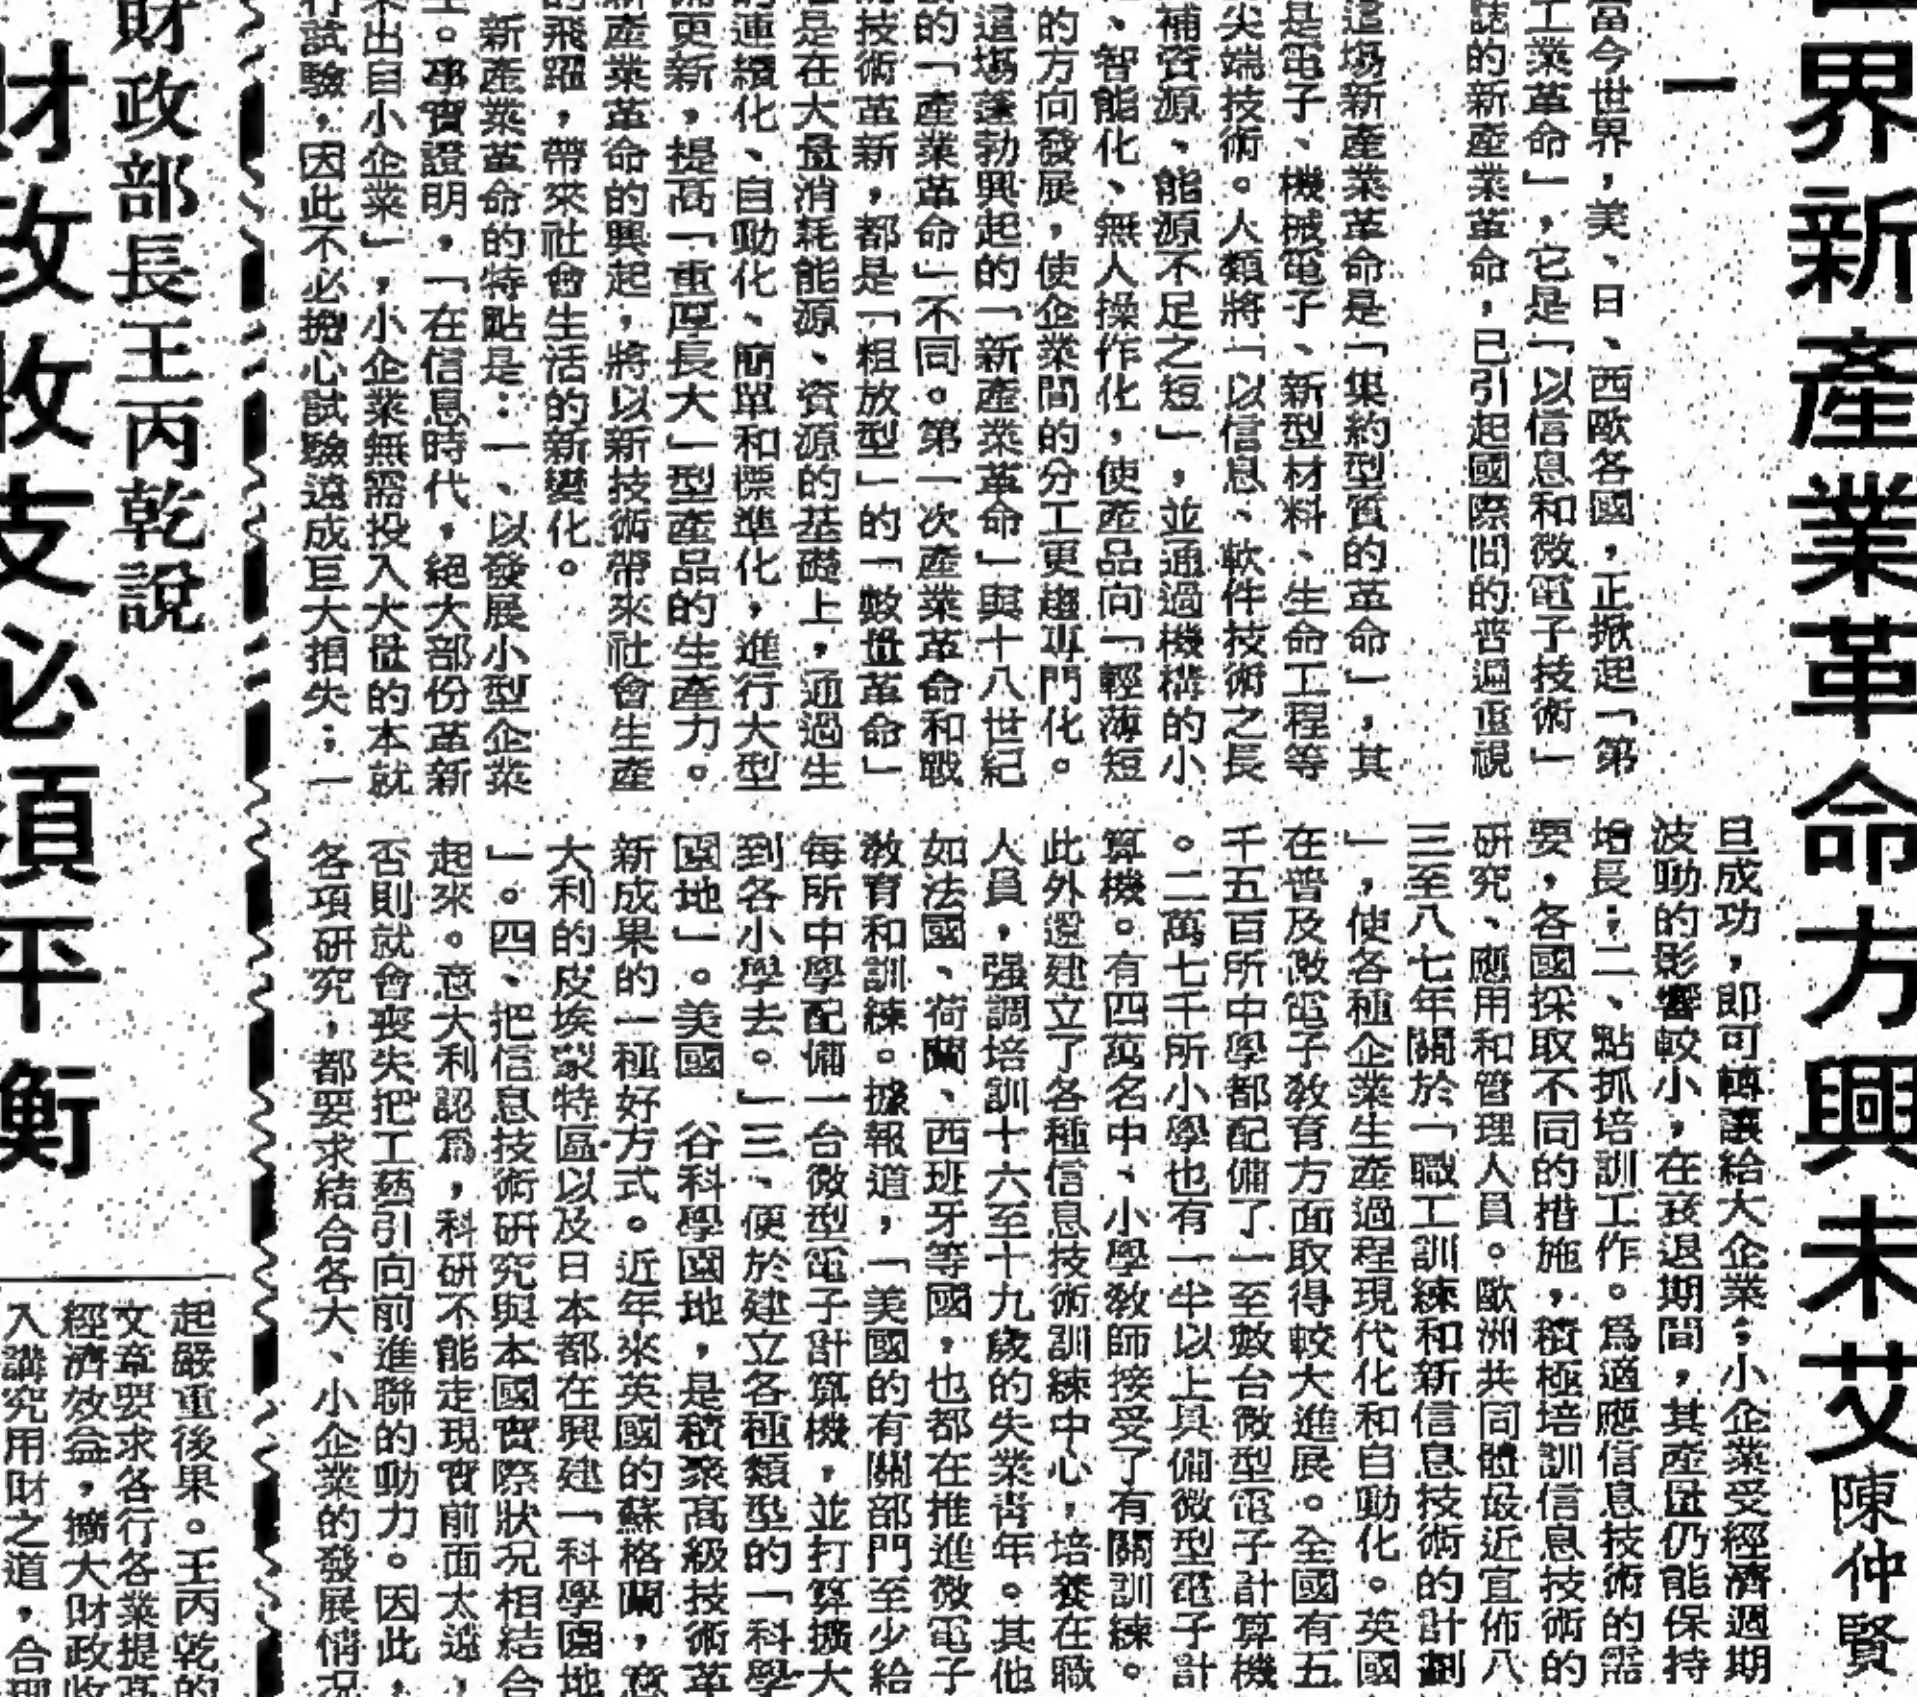 界新產業革命方興未艾
陳仲賢
一
當今世界，美、日、西歐各國，正掀起「第
工業革命」，它是「以信息和微電子技術」
誌的新產業革命，已引起國際間的普遍重視
這場新產業革命是「集約型質的革命」，其
是電子、機械電子、新型材料、生命工程等
尖端技術。人類將「以信息、軟件技術之長
補資源、能源不足之短」，並通過機構的小
、智能化、無人操作化，使產品向「輕薄短
的方向發展，使企業間的分工更趨專門化。
這場蓬勃興起的「新產業革命」與十八世紀
的「產業革命」不同。第一次產業革命和戰
技術革新，都是「粗放型」的「數量革命」
是在大量消耗能源、資源的基礎上，通過生
的連續化、自動化、簡單和標準化，進行大型
備更新，提高「重厚長大」型產品的生產力。
新產業革命的興起，將以新技術帶來社會生產
的飛躍，帶來社會生活的新變化。
新產業革命的特點是：一、以發展小型企業
。事實證明，「在信息時代，絕大部份革新
來出自小企業」，小企業無需投入大量的本就
行試驗，因此不必擔心試驗遠成巨大損失；一
旦成功，即可轉讓給大企業；小企業受經濟週期
波動的影響較小，在衰退期間，其產量仍能保持
增長；二、點抓培訓工作。為適應信息技術的需
要，各國採取不同的措施，積極培訓信息技術的
研究、應用和管理人員。歐洲共同體最近宣佈八
三至八七年關於「職工訓練和新信息技術的計劃
」，使各種企業生產過程現代化和自動化。英國
在普及微電子教育方面取得較大進展。全國有五
千五百所中學都配備了一至數台微型電子計算機
。二萬七千所小學也有一半以上具備微型電子計
算機。有四萬名中、小學教師接受了有關訓練。
此外還建立了各種信息技術訓練中心，培養在職
人員，強調培訓十六至十九歲的失業青年。其他
如法國、荷蘭、西班牙等國，也都在推進微電子
教育和訓練。據報道，「美國的有關部門至少給
每所中學配備一台微型電子計算機，並打算擴大
到各小學去。」三、便於建立各種類型的「科學
園地」。美國　谷科學園地，是積聚高級技術革
新成果的一種好方式。近年來英國的蘇格蘭，意
大利的皮埃蒙特區以及日本都在興建「科學園地
」。四、把信息技術研究與本國實際狀況相結合
起來。意大利認為，科研不能走現實前面太遠，
否則就會喪失把工藝引向前進聯的動力。因此，
各項研究，都要求結合各大、小企業的發展情況
財政部長王丙乾說
財政收支必須平衡
起嚴重後果。王丙乾的
文章要求各行各業提高
經濟效益，擴大財政收
入講究用財之道，合理